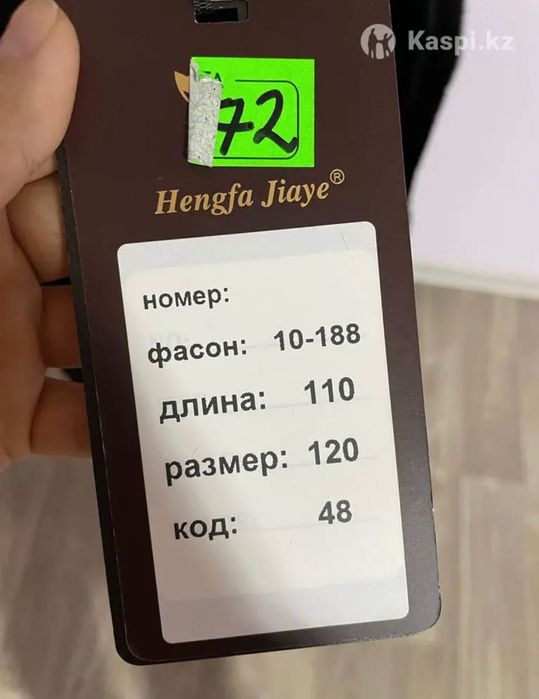 Kaspi.kz
72
Hengfa Jiaye®
номер:
фасон: 10-188
длина: 110
размер: 120
код: 48